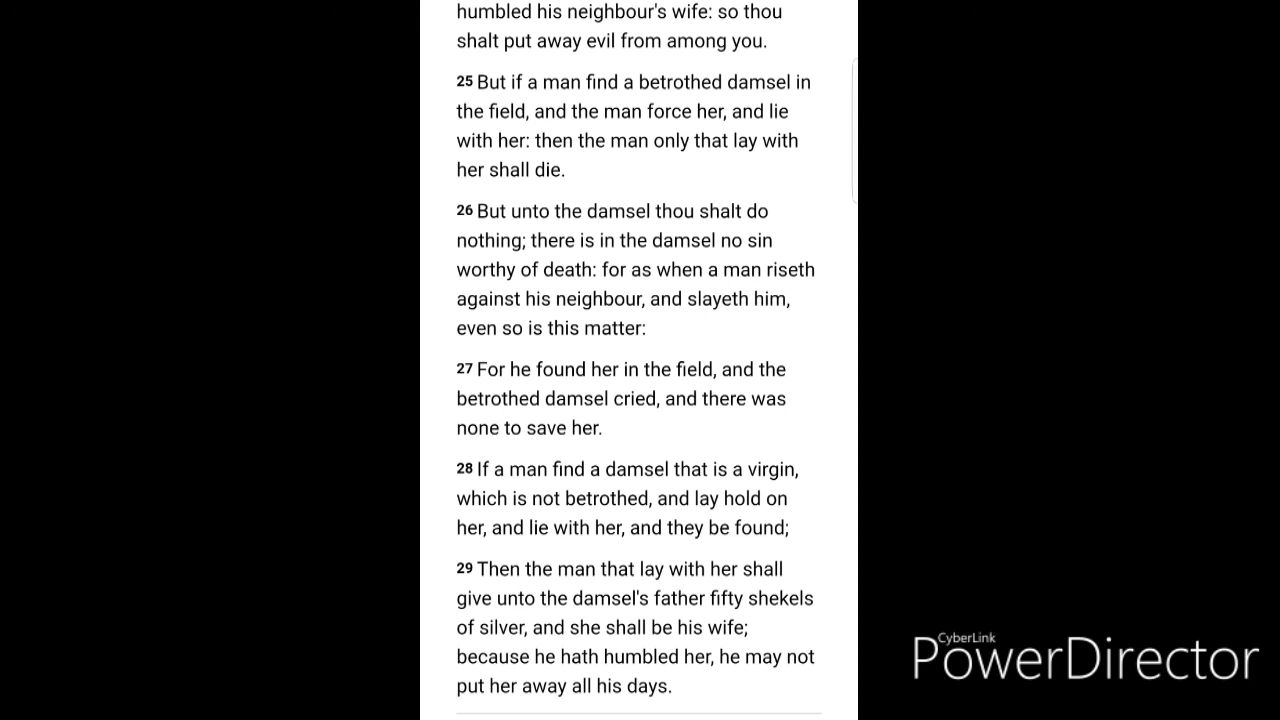 humbled his neighbour's wife: so thou
shalt put away evil from among you.
25 But if a man find a betrothed damsel in
the field, and the man force her, and lie
with her: then the man only that lay with
her shall die.
26 But unto the damsel thou shalt do
nothing; there is in the damsel no sin
worthy of death: for as when a man riseth
against his neighbour, and slayeth him,
even so is this matter:
27 For he found her in the field, and the
betrothed damsel cried, and there was
none to save her.
28 If a man find a damsel that is a virgin,
which is not betrothed, and lay hold on
her, and lie with her, and they be found;
29 Then the man that lay with her shall
give unto the damsel's father fifty shekels
of silver, and she shall be his wife;
because he hath humbled her, he may not
put her away all his days.
CyberLink
PowerDirector